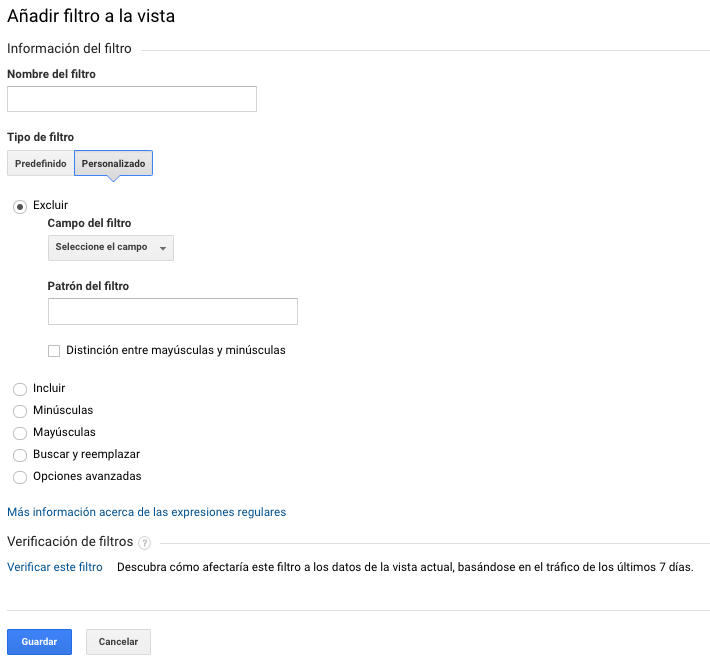 Añadir filtro a la vista
Información del filtro
Nombre del filtro
Tipo de filtro
Predefinido Personalizado
Excluir
Campo del filtro
Seleccione el campo
Patrón del filtro
Distinción entre mayúsculas y minúsculas
Incluir
Minúsculas
Mayúsculas
Buscar y reemplazar
Opciones avanzadas
Más información acerca de las expresiones regulares
Verificación de filtros ?
Verificar este filtro Descubra cómo afectaría este filtro a los datos de la vista actual, basándose en el tráfico de los últimos 7 días.
Guardar Cancelar